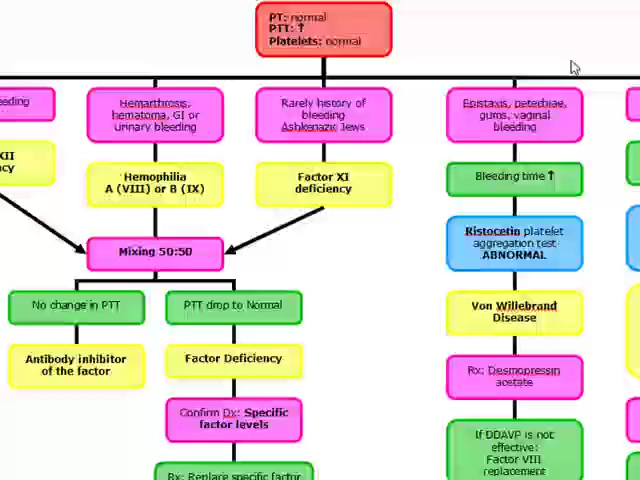 PT: normal
PTT: ↑
Platelets: normal
eeding
XII
cy
Hemarthrosis,
hematoma, GI or
urinary bleeding
Hemophilia
A (VIII) or B (IX)
Rarely history of
bleeding
Ashkenazic Jews
Factor XI
deficiency
Mixing 50:50
No change in PTT
Antibody inhibitor
of the factor
PTT drop to Normal
Factor Deficiency
Confirm Dx: Specific
factor levels
Rx: Replace specific factor
Epistaxis, petechiae,
gums, vaginal
bleeding
Bleeding time ↑
Ristocetin platelet
aggregation test
ABNORMAL
Von Willebrand
Disease
Rx: Desmopressin
acetate
If DDAVP is not
effective:
Factor VIII
replacement